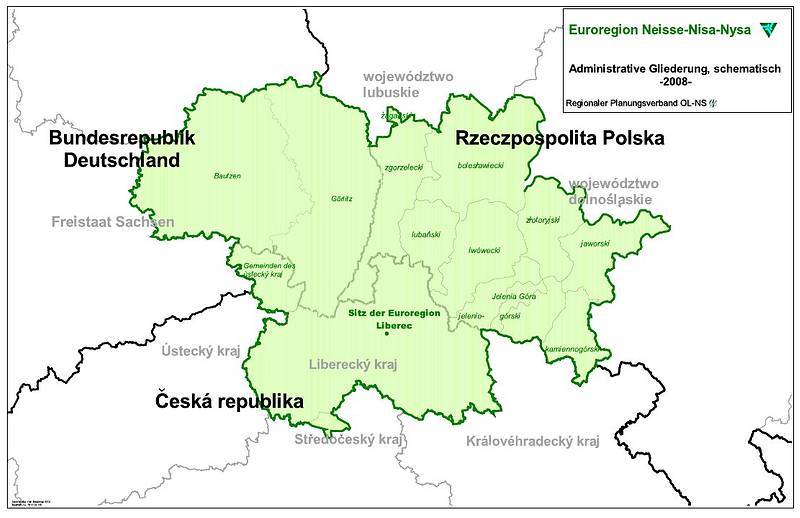 Euroregion Neisse-Nisa-Nysa
Administrative Gliederung, schematisch
-2008-
Regionaler Planungsverband OL-NS
województwo
lubuskie
żagański
Bundesrepublik
Deutschland
Rzeczpospolita Polska
zgorzelecki
bolesławiecki
Bautzen
Görlitz
województwo
dolnośląskie
Freistaat Sachsen
złotoryjski
lubański
lwówecki
jaworski
Gemeinden des
ústecký kraj
Jelenia Góra
jelenio-
górski
Sitz der Euroregion
Liberec
kamiennogórski
Ústecký kraj
Liberecký kraj
Česká republika
Středočeský kraj
Královéhradecký kraj